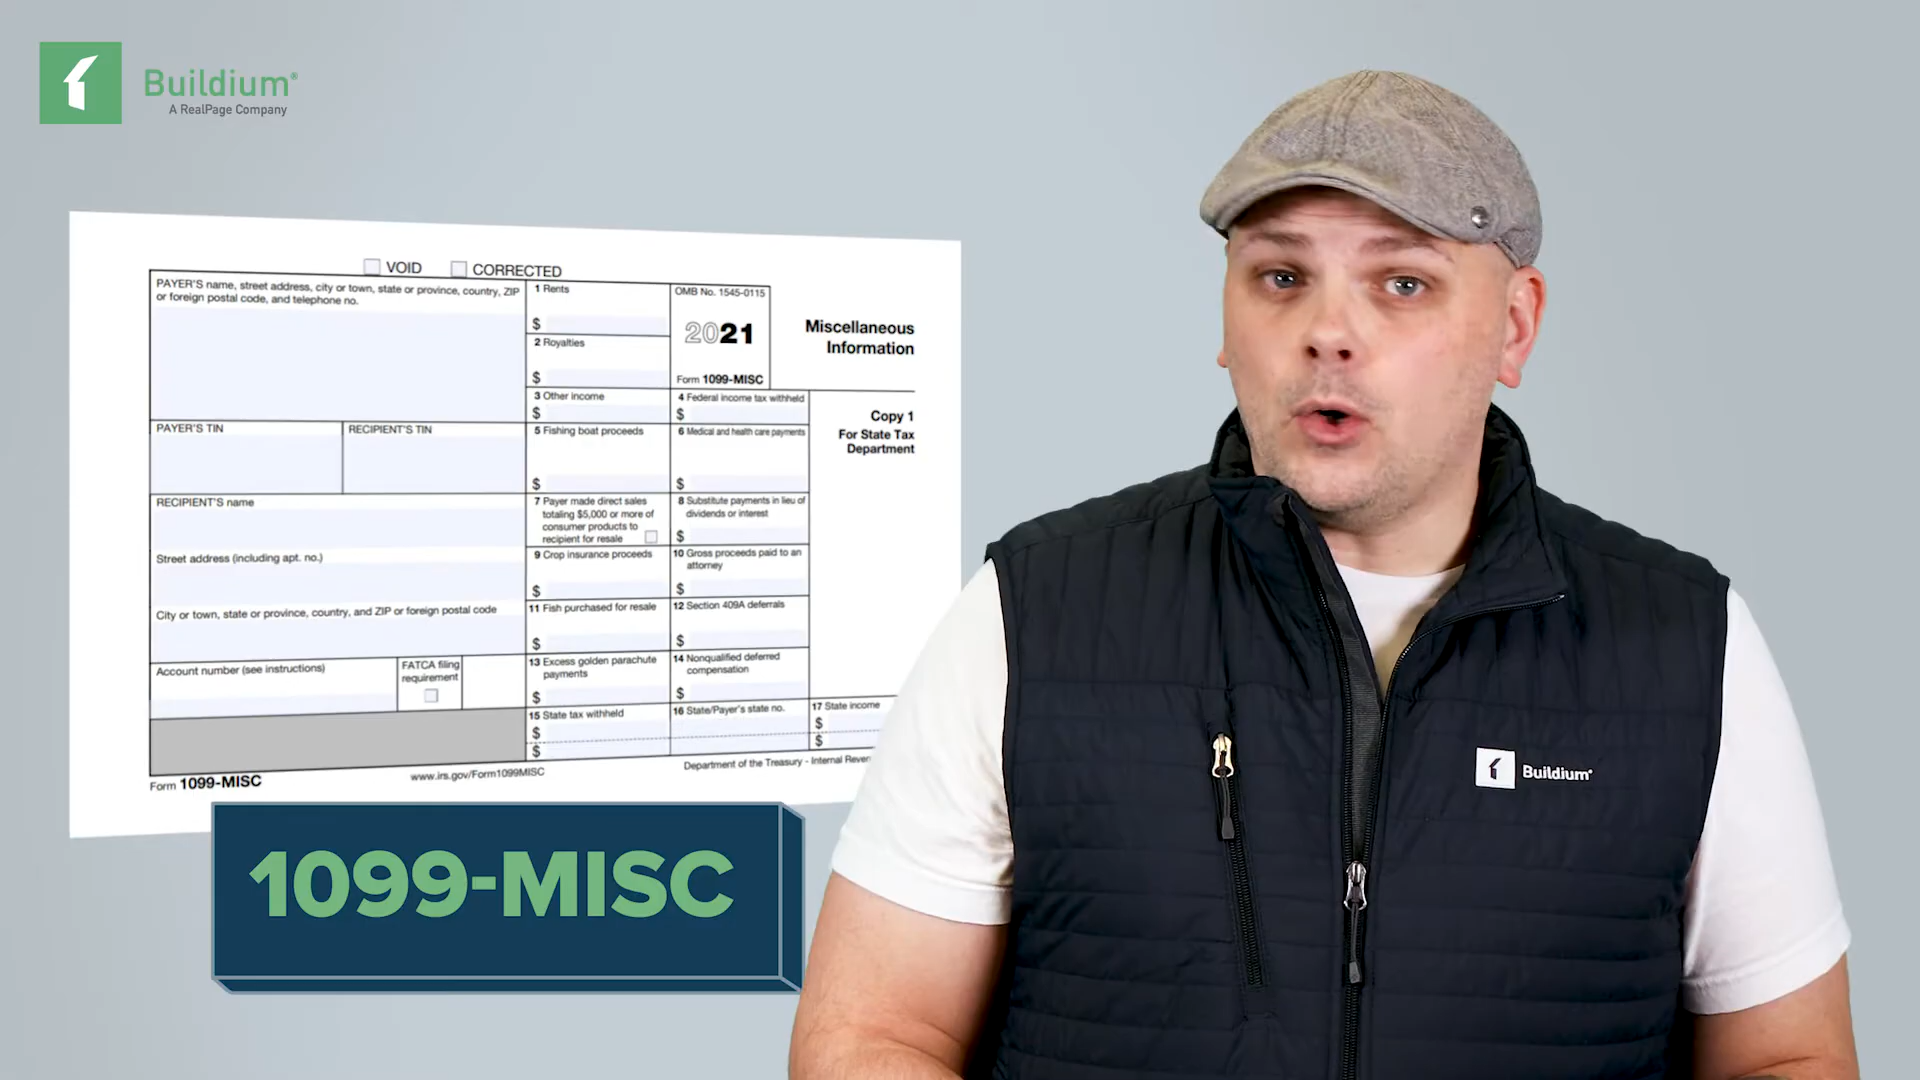 Buildium®
A RealPage Company
VOID CORRECTED
PAYER'S name, street address, city or town, state or province, country, ZIP
or foreign postal code, and telephone no.
1 Rents
$
2 Royalties
$
OMB No. 1545-0115
2021
Form 1099-MISC
Miscellaneous
Information
3 Other income
$
4 Federal income tax withheld
$
Copy 1
For State Tax
Department
PAYER'S TIN
RECIPIENT'S TIN
5 Fishing boat proceeds
$
6 Medical and health care payments
$
RECIPIENT'S name
7 Payer made direct sales
totaling $5,000 or more of
consumer products to
recipient for resale
8 Substitute payments in lieu of
dividends or interest
$
Street address (including apt. no.)
9 Crop insurance proceeds
$
10 Gross proceeds paid to an
attorney
$
City or town, state or province, country, and ZIP or foreign postal code
11 Fish purchased for resale
$
12 Section 409A deferrals
$
Account number (see instructions)
FATCA filing
requirement
13 Excess golden parachute
payments
$
14 Nonqualified deferred
compensation
$
15 State tax withheld
$
$
16 State/Payer's state no.
17 State income
$
$
Form 1099-MISC
www.irs.gov/Form1099MISC
Department of the Treasury - Internal
1099-MISC
Buildium®